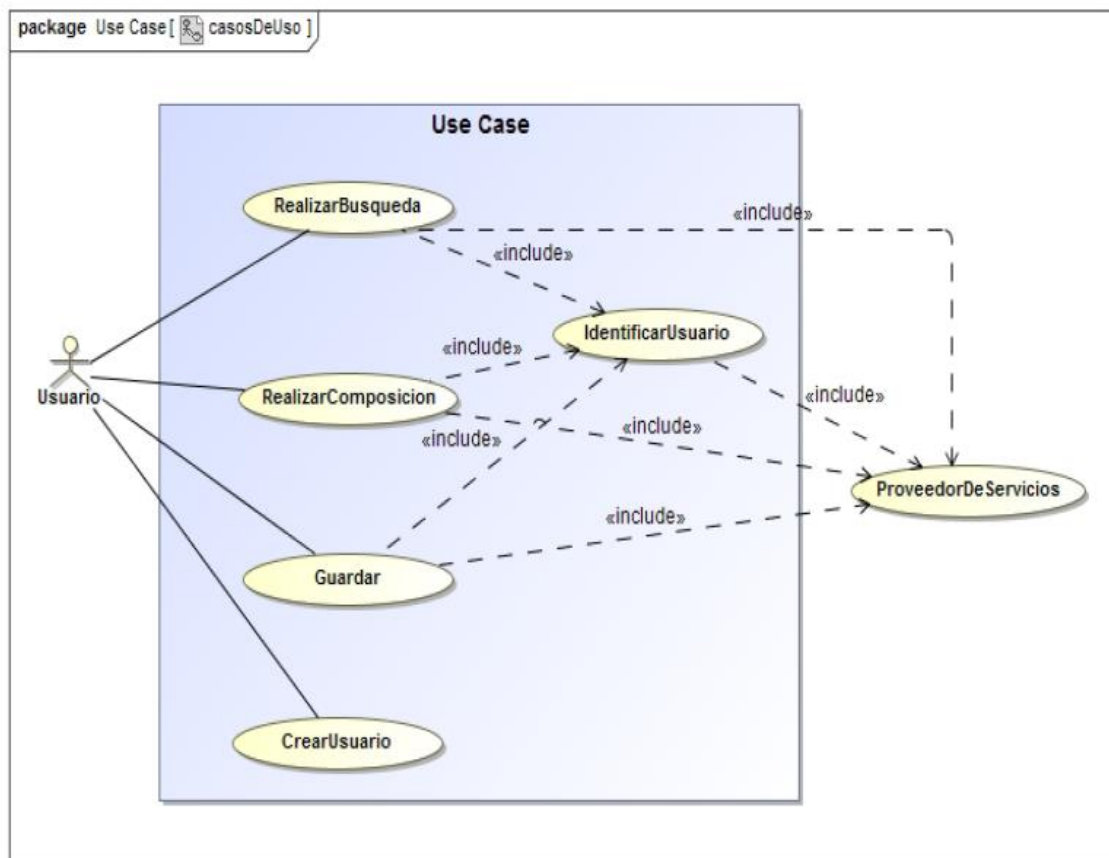 package Use Case [ casosDeUso ]
Use Case
RealizarBusqueda
«include»
«include»
IdentificarUsuario
«include»
Usuario
RealizarComposicion
«include»
«include»
ProveedorDeServicios
«include»
Guardar
CrearUsuario